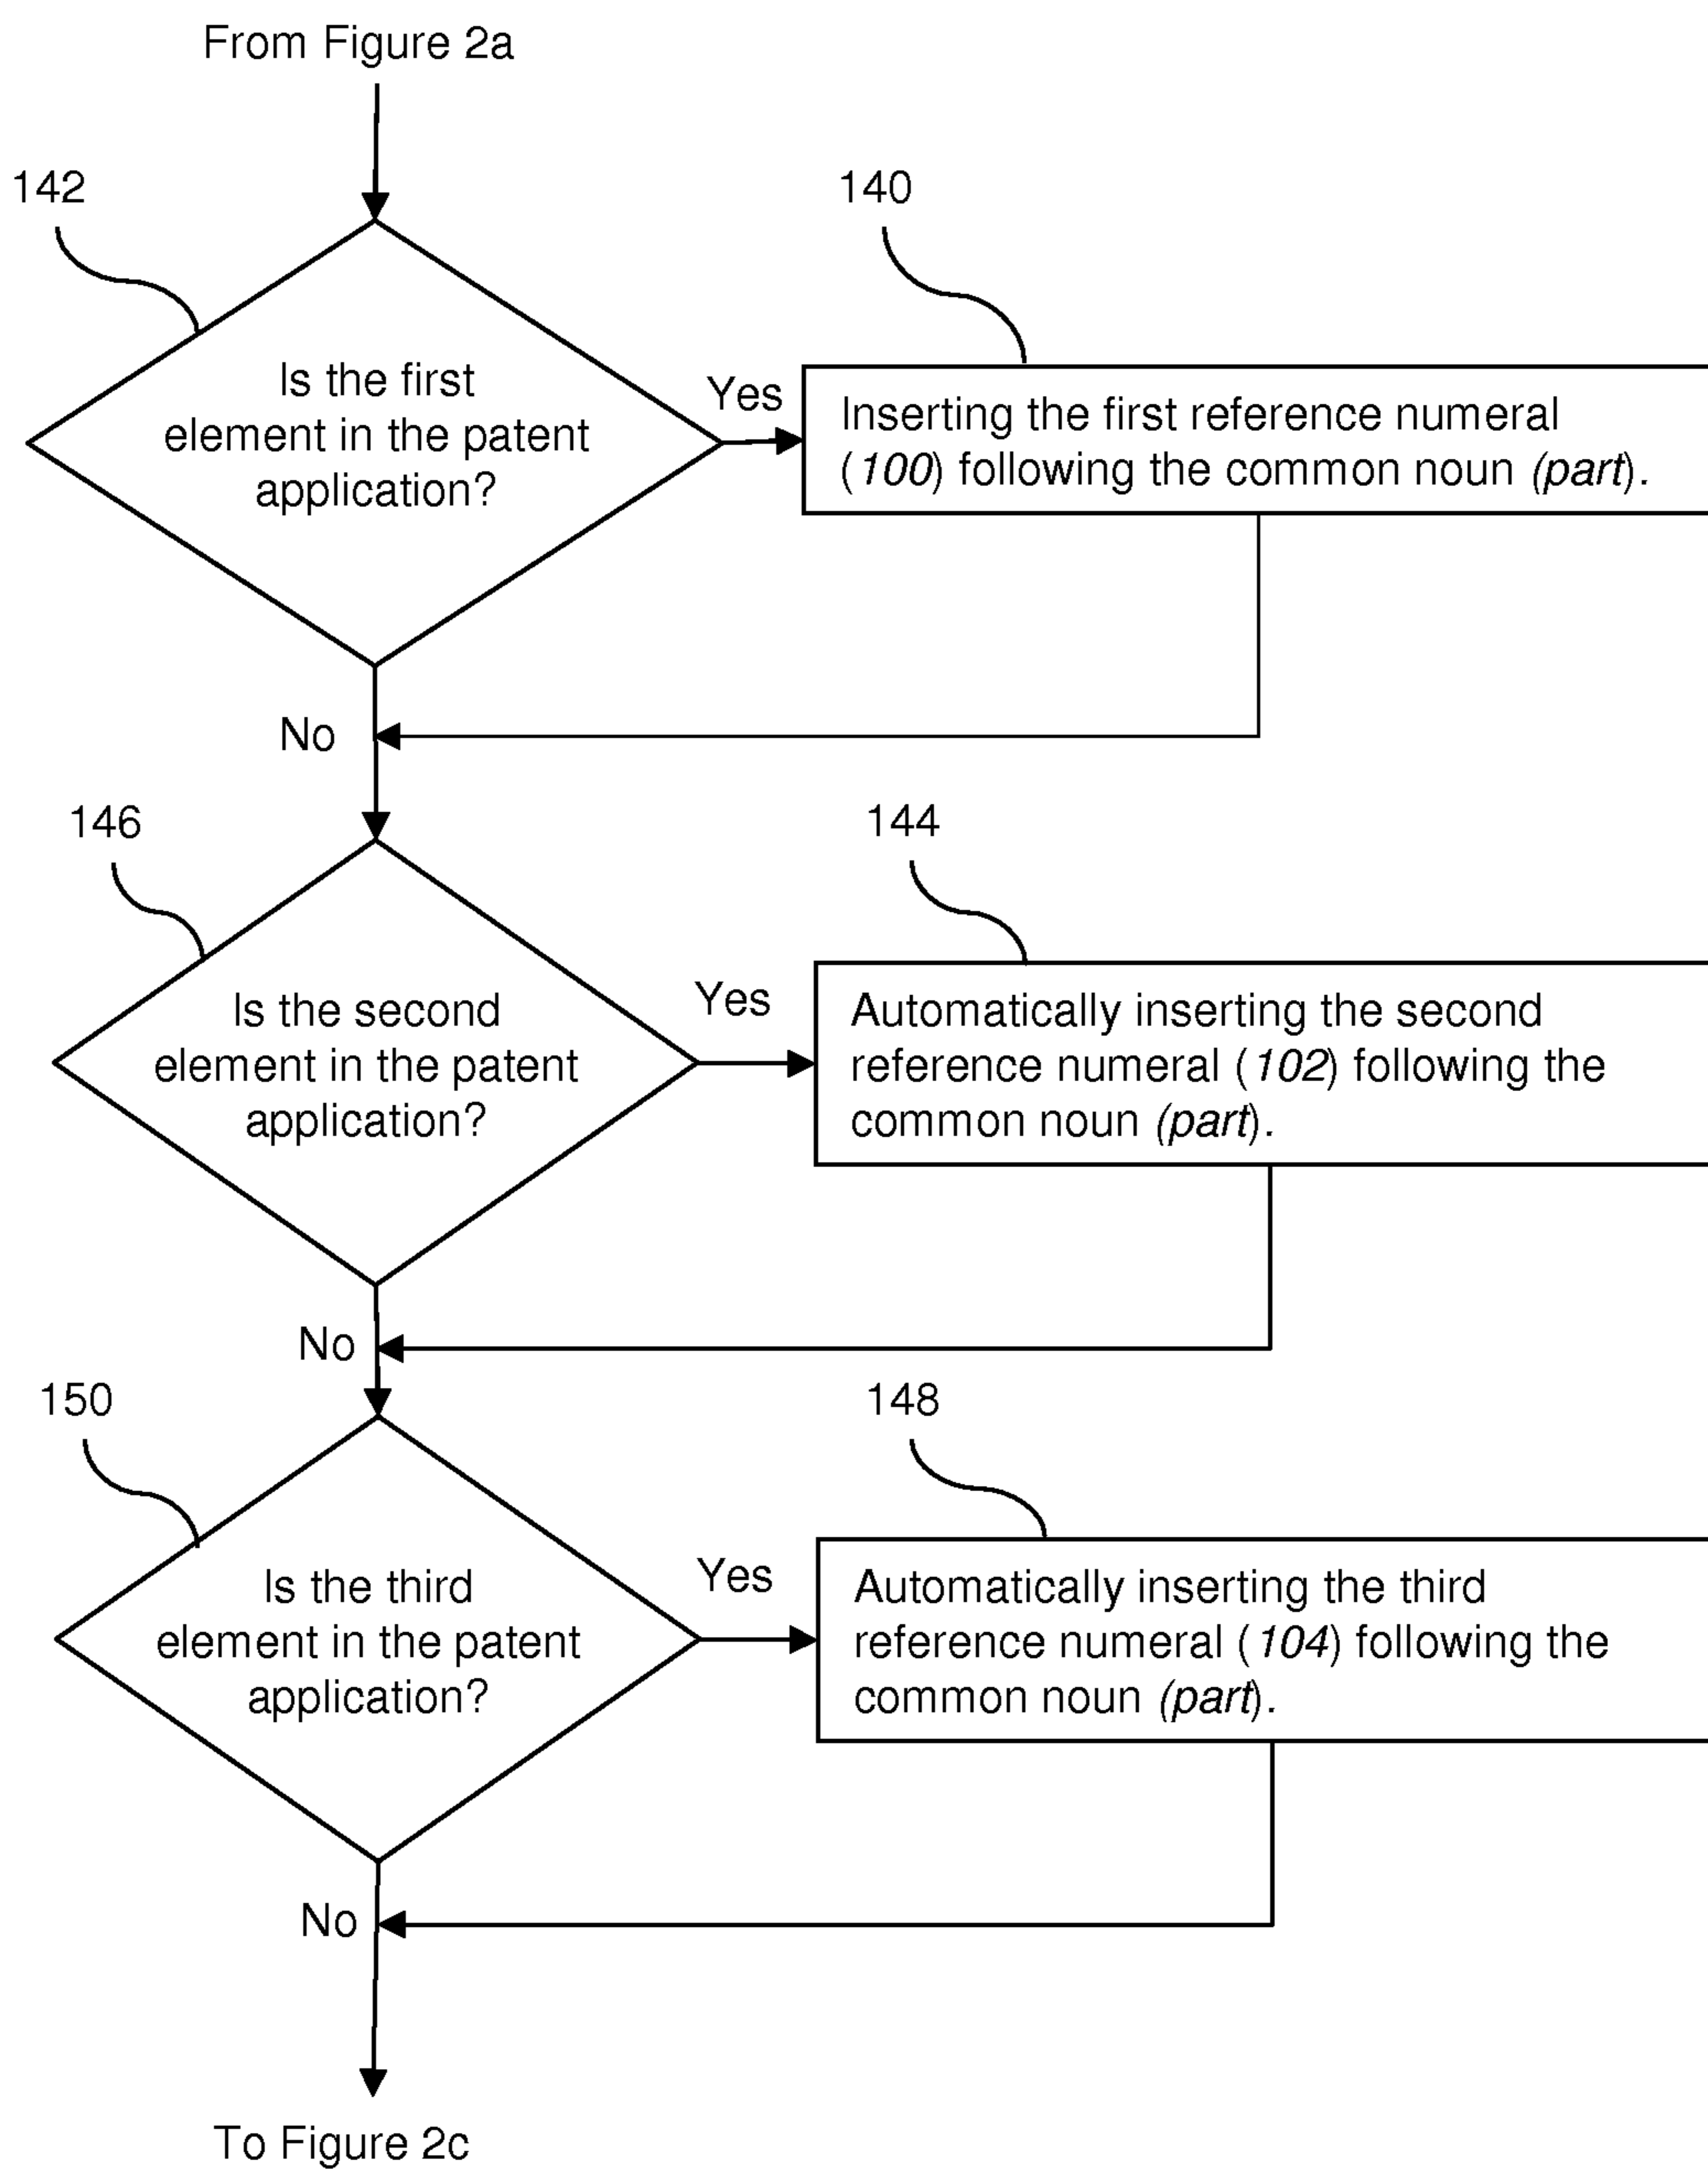 From Figure 2a
142
140
Is the first
element in the patent
application?
Yes
Inserting the first reference numeral
(100) following the common noun (part).
No
146
144
Is the second
element in the patent
application?
Yes
Automatically inserting the second
reference numeral (102) following the
common noun (part).
No
150
148
Is the third
element in the patent
application?
Yes
Automatically inserting the third
reference numeral (104) following the
common noun (part).
No
To Figure 2c